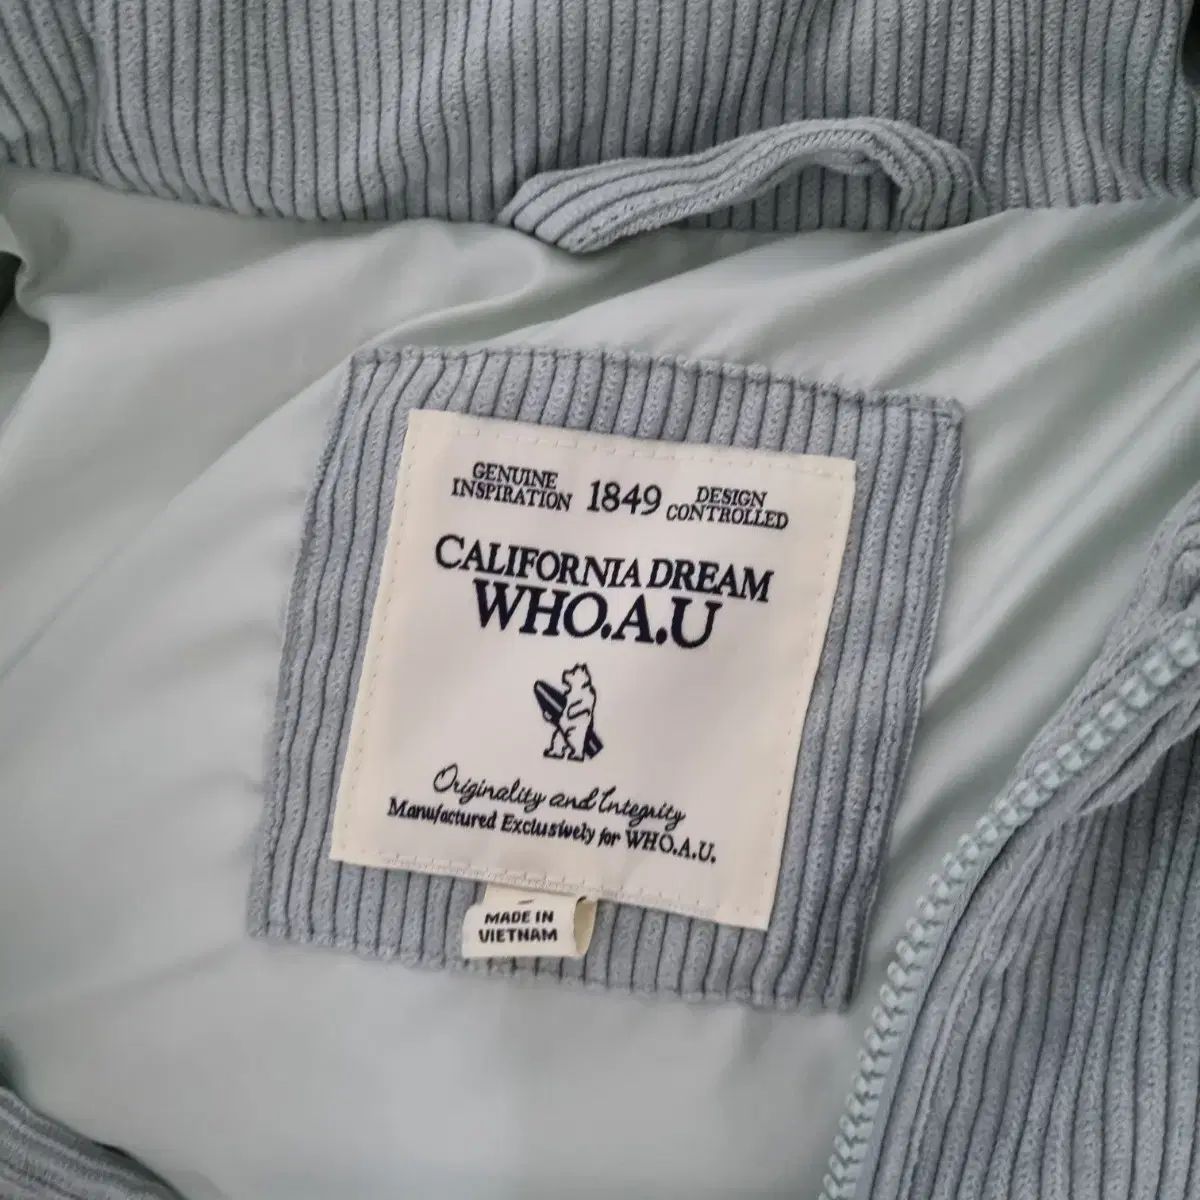 GENUINE INSPIRATION 1849 DESIGN CONTROLLED
CALIFORNIA DREAM
WHO.A.U
Originality and Integrity
Manufactured Exclusively for WHO.A.U.
MADE IN
VIETNAM